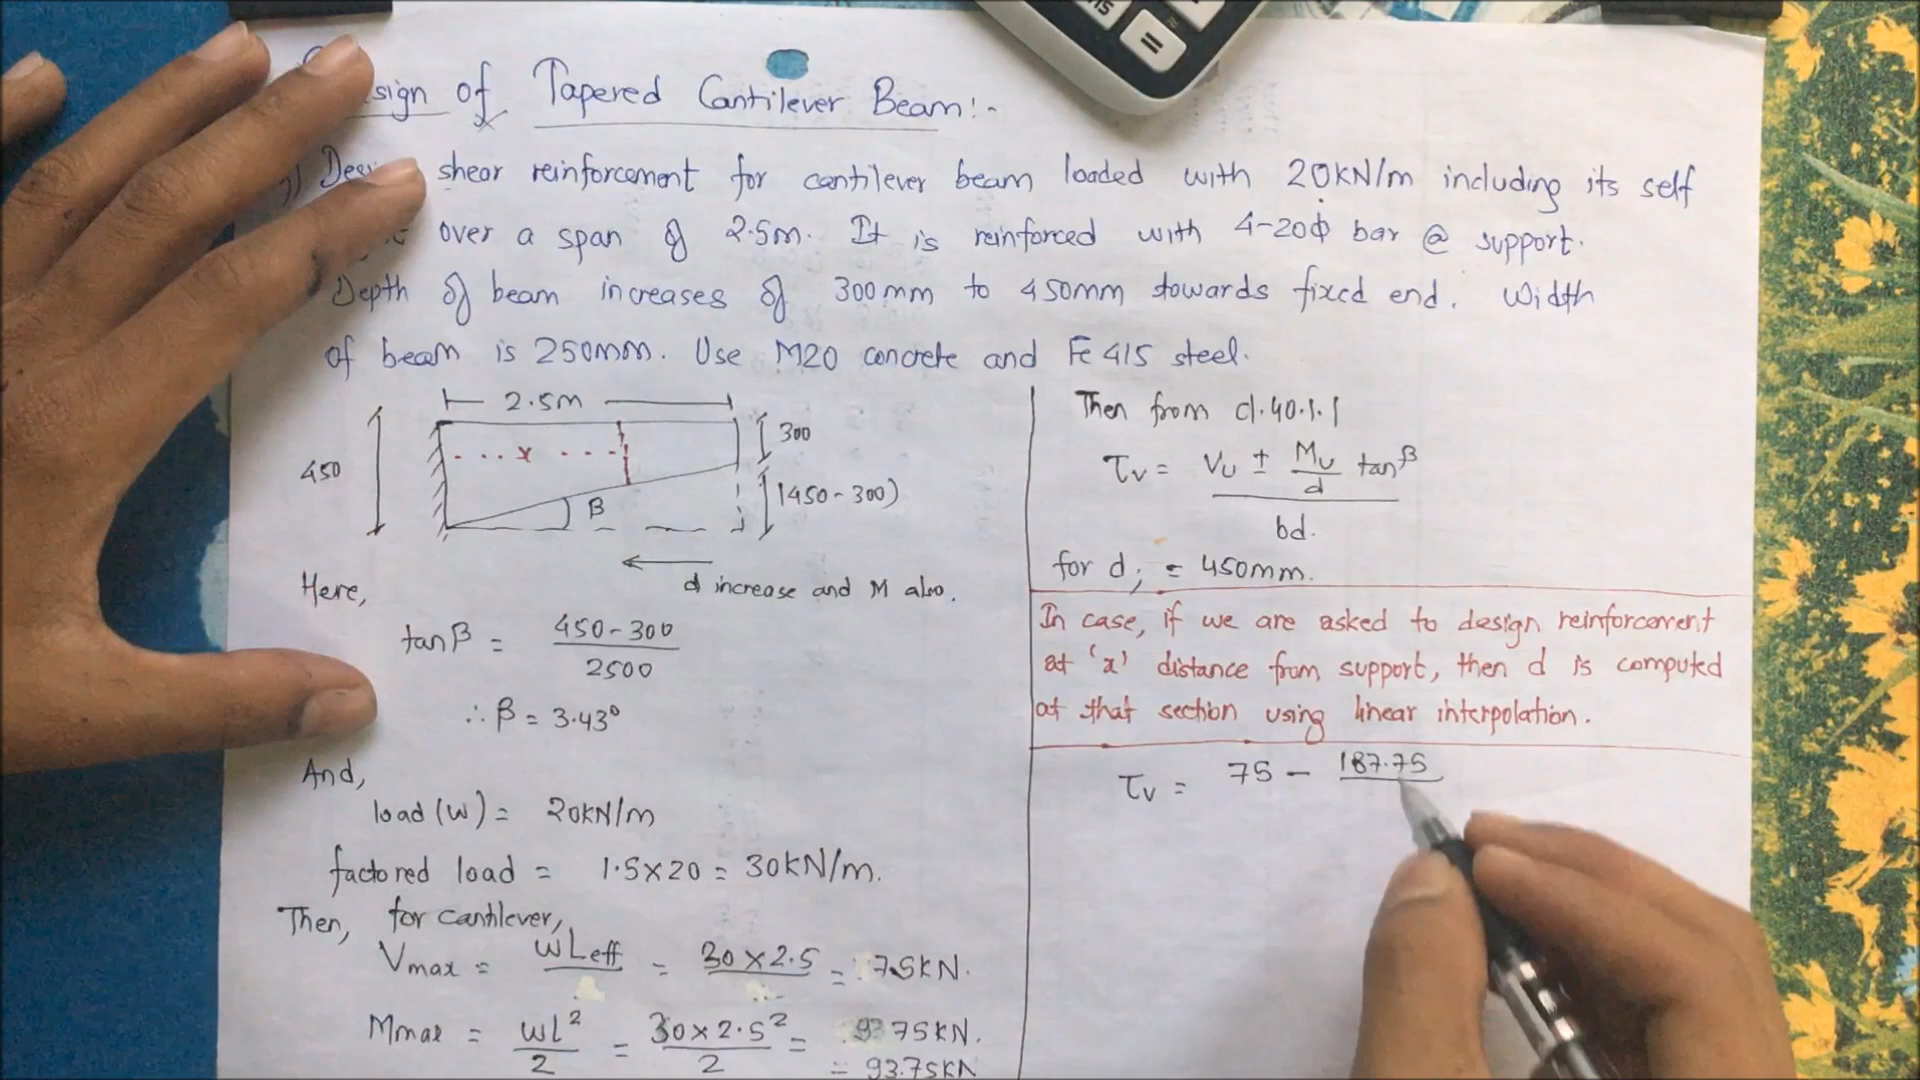 sign of Tapered Cantilever Beam:-
shear reinforcement for cantilever beam loaded with 20KN/m including its self
over a span of 2.5m. It is reinforced with 4-20ϕ bar @ support.
Depth of beam increases of 300mm to 450mm towards fixed end. Width
of beam is 250mm. Use M20 concrete and Fe 415 steel.
2.5m
450
x
300
β
(450-300)
d increase and M also.
Here,
tanβ = 450-300 / 2500
∴ β = 3.43°
And,
load (w) = 20KN/m
factored load = 1.5×20 = 30KN/m.
Then, for cantilever,
Vmax = wLeff = 30×2.5 = 75KN.
Mmax = wL² / 2 = 30×2.5² / 2 = 93.75KN.
= 93.75KN
Then from cl.40.1.1
τv = Vu ± Mu/d tanβ / bd.
for d, = 450mm.
In case, if we are asked to design reinforcement
at 'x' distance from support, then d is computed
at that section using linear interpolation.
τv = 75 - 187.75
=